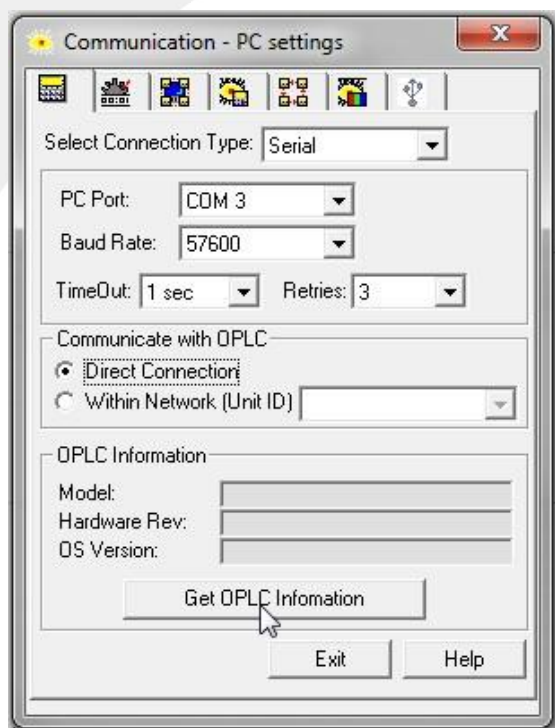 Communication - PC settings
Select Connection Type: Serial
PC Port: COM 3
Baud Rate: 57600
TimeOut: 1 sec Retries: 3
Communicate with OPLC
Direct Connection
Within Network (Unit ID)
OPLC Information
Model:
Hardware Rev:
OS Version:
Get OPLC Infomation
Exit Help